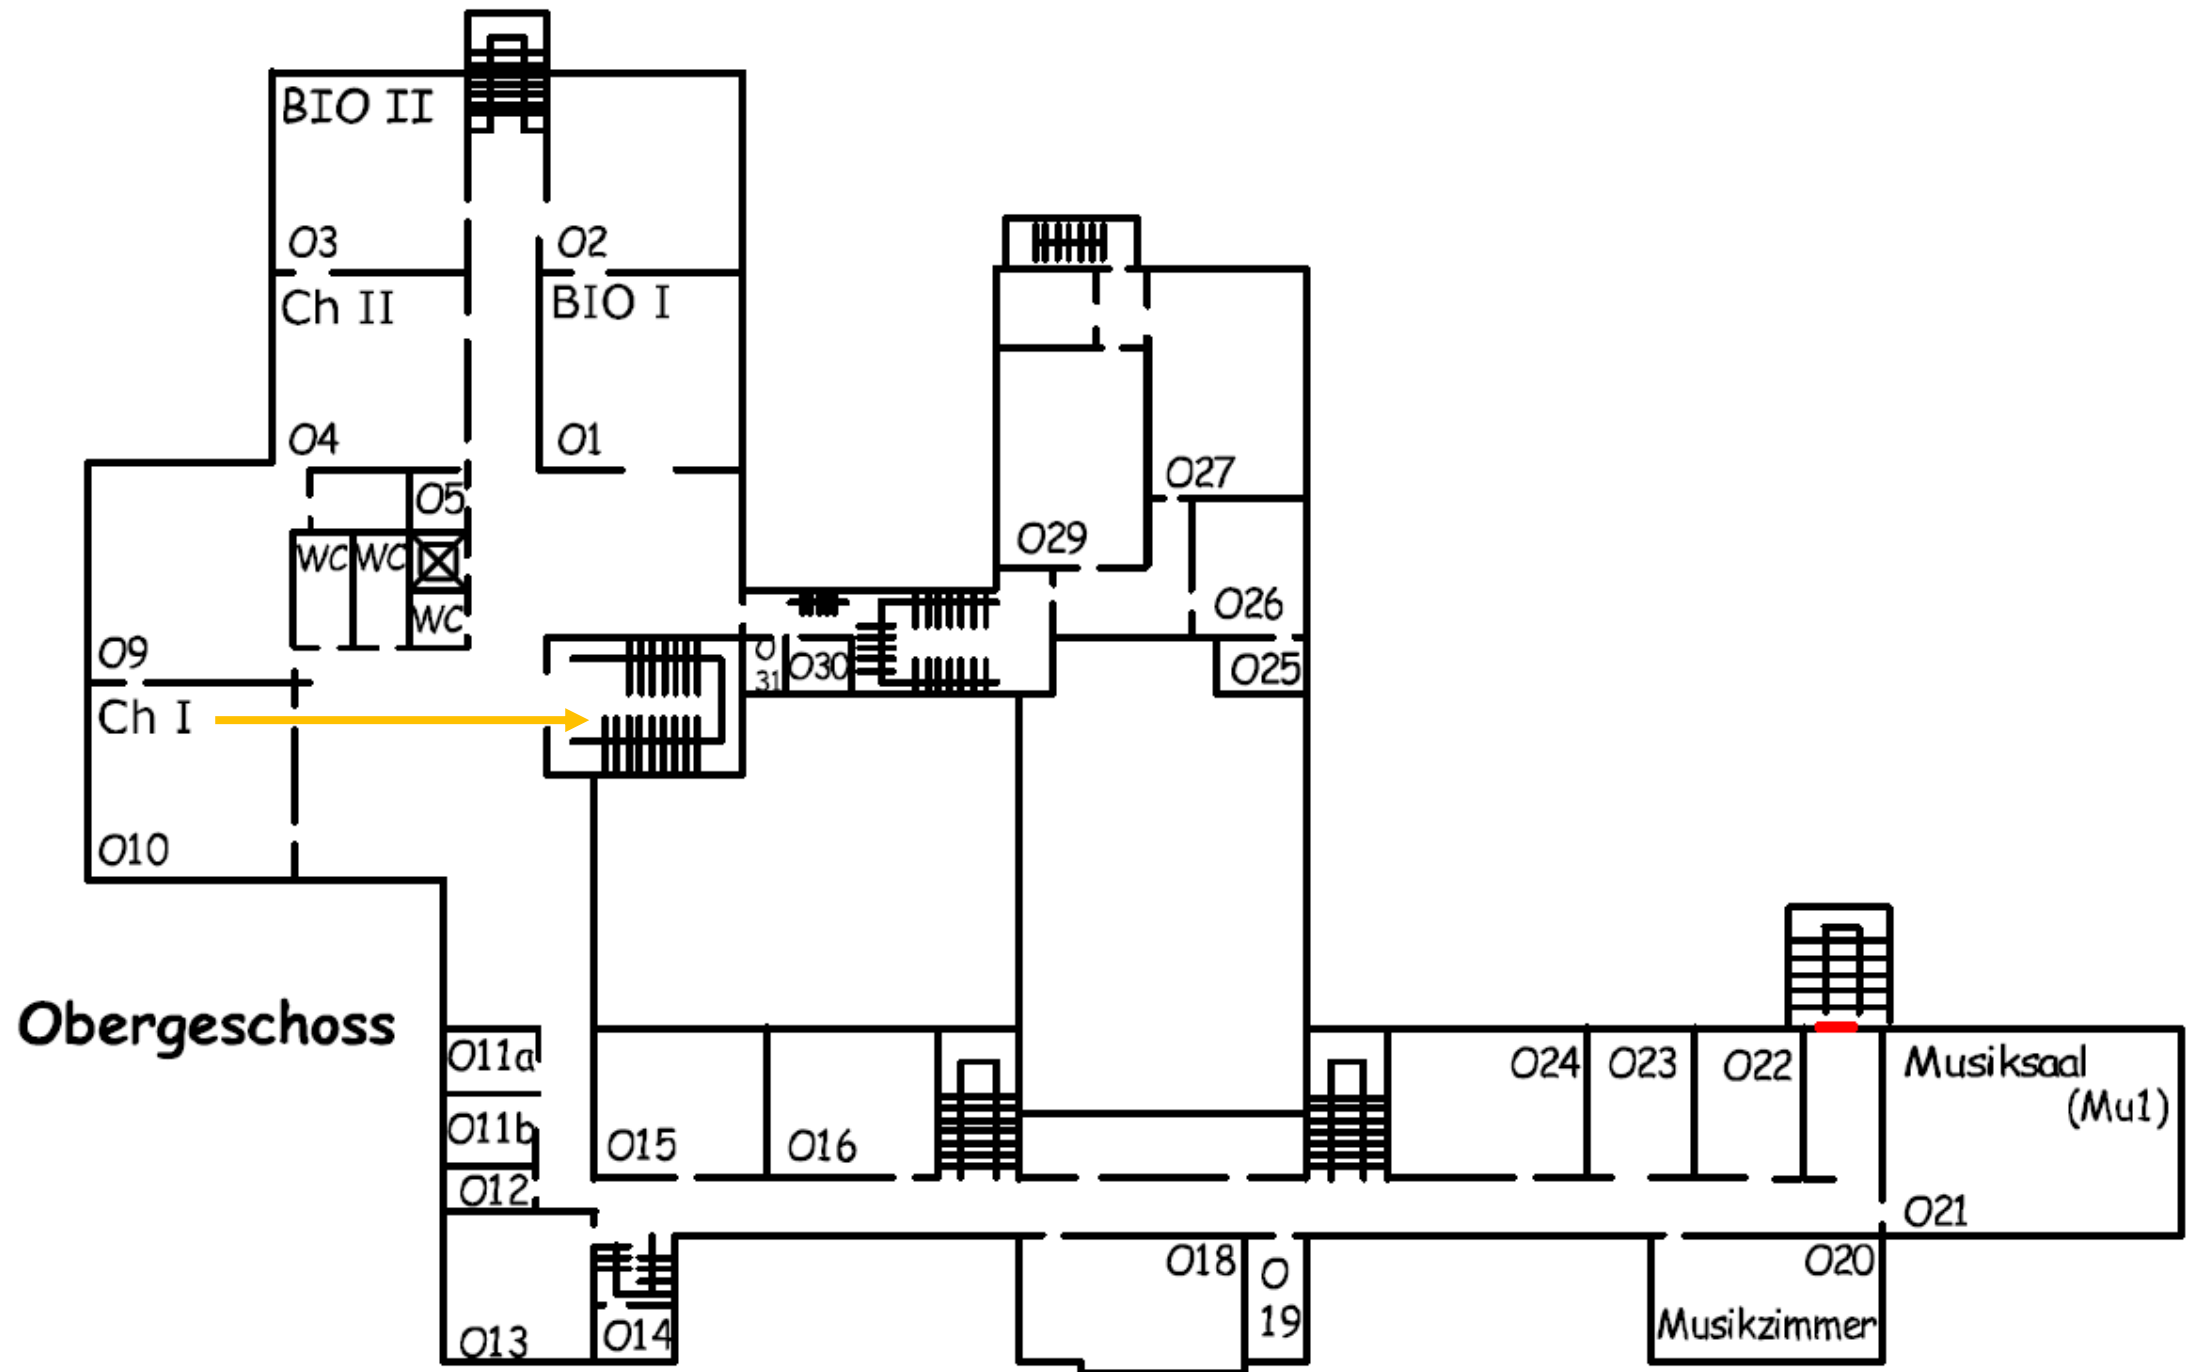 BIO II
O3
O2
Ch II
BIO I
O4
O1
O5
WC
WC
WC
O9
Ch I
O10
O29
O27
O26
O25
O
31
O30
Obergeschoss
O11a
O11b
O12
O13
O14
O15
O16
O18
O
19
O24
O23
O22
Musiksaal
(Mu1)
O21
O20
Musikzimmer